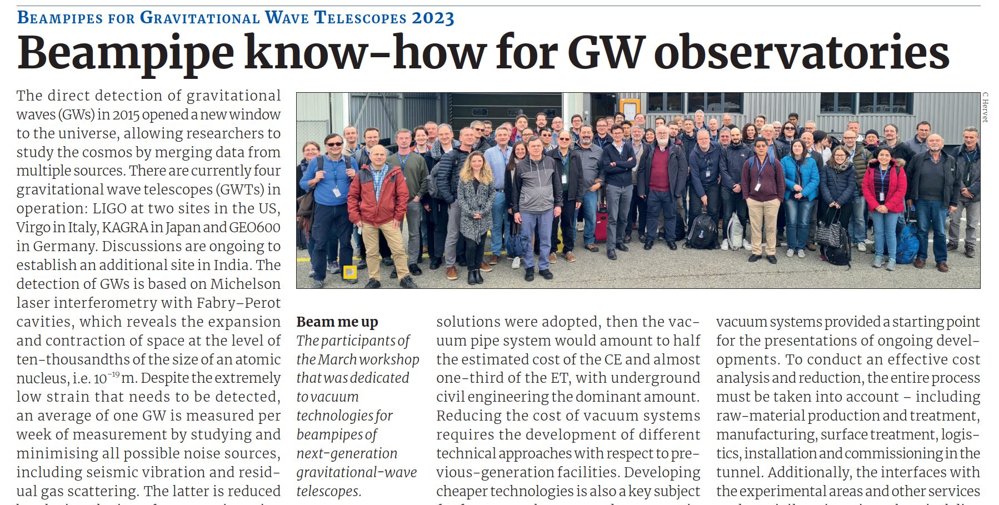 BEAMPIPES FOR GRAVITATIONAL WAVE TELESCOPES 2023
Beampipe know-how for GW observatories
The direct detection of gravitational
waves (GWs) in 2015 opened a new window
to the universe, allowing researchers to
study the cosmos by merging data from
multiple sources. There are currently four
gravitational wave telescopes (GWTs) in
operation: LIGO at two sites in the US,
Virgo in Italy, KAGRA in Japan and GEO600
in Germany. Discussions are ongoing to
establish an additional site in India. The
detection of GWs is based on Michelson
laser interferometry with Fabry–Perot
cavities, which reveals the expansion
and contraction of space at the level of
ten-thousandths of the size of an atomic
nucleus, i.e. 10⁻¹⁹ m. Despite the extremely
low strain that needs to be detected,
an average of one GW is measured per
week of measurement by studying and
minimising all possible noise sources,
including seismic vibration and resid-
ual gas scattering. The latter is reduced
C Hervet
Beam me up
The participants of
the March workshop
that was dedicated
to vacuum
technologies for
beampipes of
next-generation
gravitational-wave
telescopes.
solutions were adopted, then the vac-
uum pipe system would amount to half
the estimated cost of the CE and almost
one-third of the ET, with underground
civil engineering the dominant amount.
Reducing the cost of vacuum systems
requires the development of different
technical approaches with respect to pre-
vious-generation facilities. Developing
cheaper technologies is also a key subject
vacuum systems provided a starting point
for the presentations of ongoing devel-
opments. To conduct an effective cost
analysis and reduction, the entire process
must be taken into account – including
raw-material production and treatment,
manufacturing, surface treatment, logis-
tics, installation and commissioning in the
tunnel. Additionally, the interfaces with
the experimental areas and other services